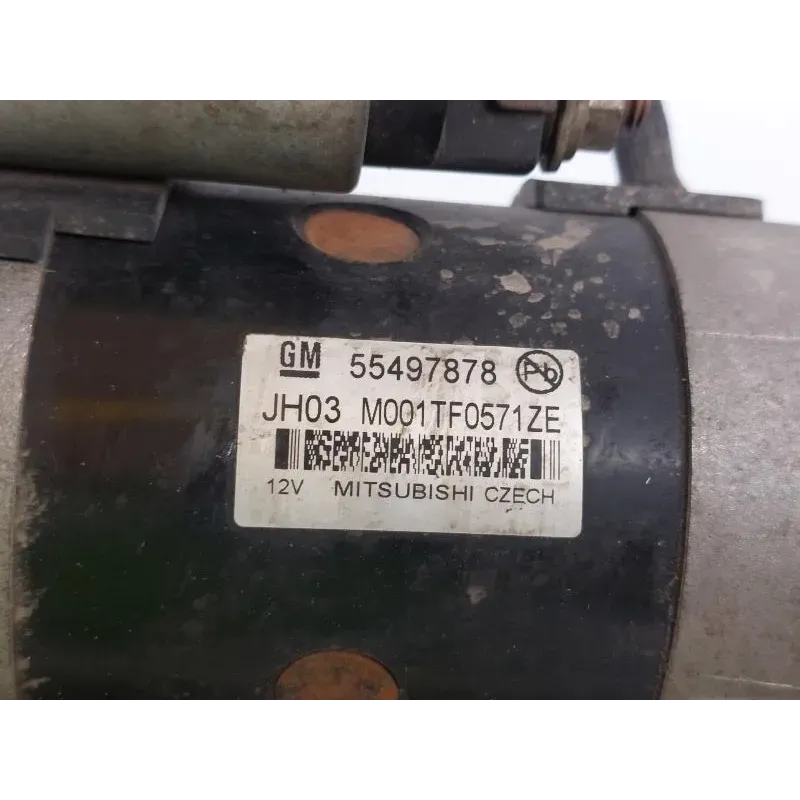 GM 55497878 Pb
JH03 M001TF0571ZE
12V MITSUBISHI CZECH